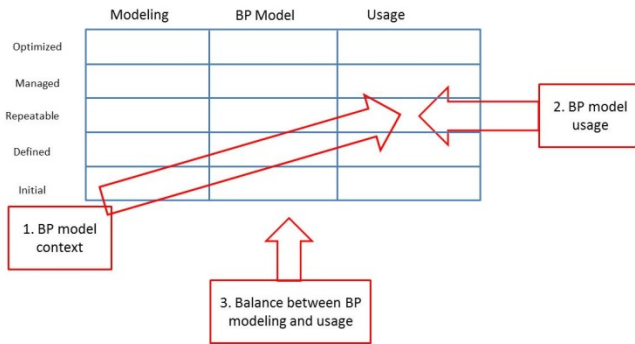 Modeling BP Model Usage
Optimized
Managed
Repeatable
Defined
Initial
2. BP model
usage
1. BP model
context
3. Balance between BP
modeling and usage